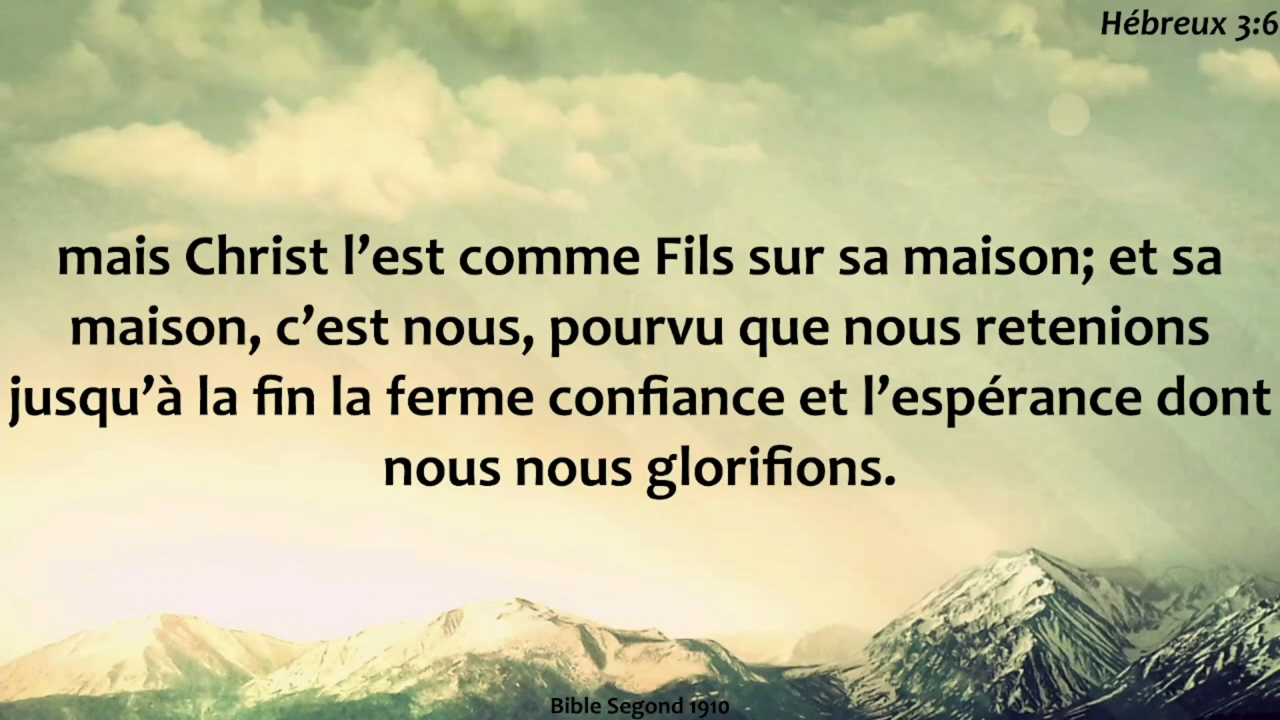 Hébreux 3:6
mais Christ l’est comme Fils sur sa maison; et sa
maison, c’est nous, pourvu que nous retenions
jusqu’à la fin la ferme confiance et l’espérance dont
nous nous glorifions.
Bible Segond 1910